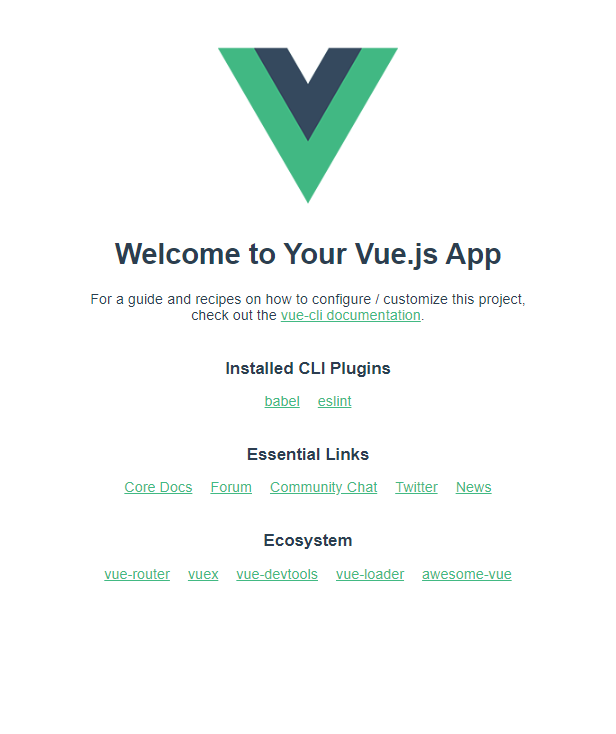 Welcome to Your Vue.js App
For a guide and recipes on how to configure / customize this project,
check out the vue-cli documentation.
Installed CLI Plugins
babel eslint
Essential Links
Core Docs Forum Community Chat Twitter News
Ecosystem
vue-router vuex vue-devtools vue-loader awesome-vue